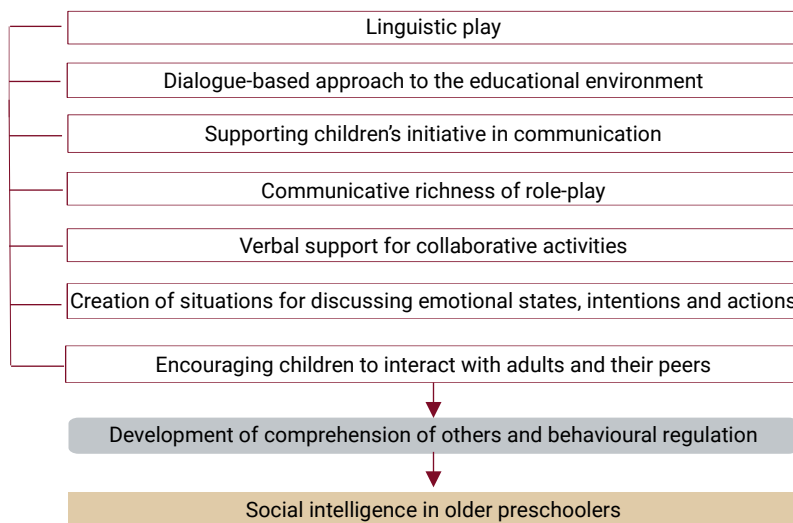 Linguistic play
Dialogue-based approach to the educational environment
Supporting children's initiative in communication
Communicative richness of role-play
Verbal support for collaborative activities
Creation of situations for discussing emotional states, intentions and actions
Encouraging children to interact with adults and their peers
Development of comprehension of others and behavioural regulation
Social intelligence in older preschoolers